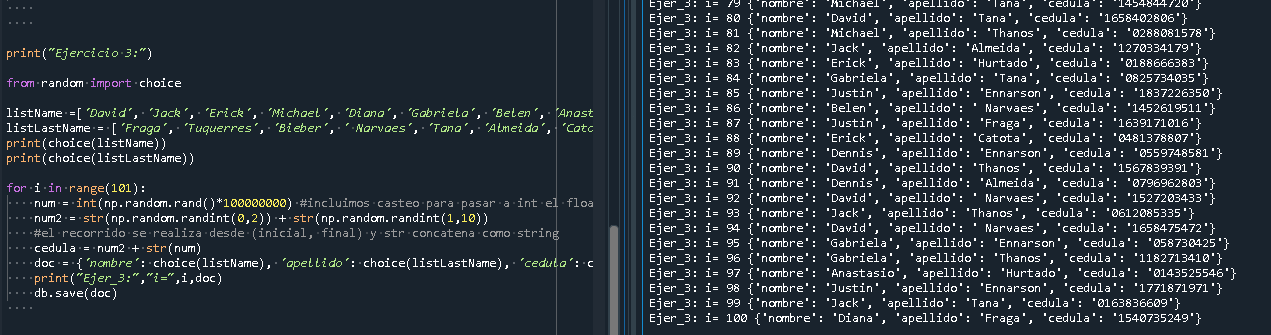 print("Ejercicio 3:")
from random import choice
listName =['David', 'Jack', 'Erick', 'Michael', 'Diana', 'Gabriela', 'Belen', 'Anast
listLastName = ['Fraga', 'Tuquerres', 'Bieber', ' Narvaes', 'Tana', 'Almeida', 'Cato
print(choice(listName))
print(choice(listLastName))
for i in range(101):
num = int(np.random.rand()*100000000) #incluimos casteo para pasar a int el floa
num2 = str(np.random.randint(0,2)) + str(np.random.randint(1,10))
#el recorrido se realiza desde (inicial, final) y str concatena como string
cedula = num2 + str(num)
doc = {'nombre': choice(listName), 'apellido': choice(listLastName), 'cedula': c
print("Ejer_3:","i=",i,doc)
db.save(doc)
Ejer_3: i= 79 {'nombre': 'Michael', 'apellido': 'Tana', 'cedula': '1454844720'}
Ejer_3: i= 80 {'nombre': 'David', 'apellido': 'Tana', 'cedula': '1658402806'}
Ejer_3: i= 81 {'nombre': 'Michael', 'apellido': 'Thanos', 'cedula': '0288081578'}
Ejer_3: i= 82 {'nombre': 'Jack', 'apellido': 'Almeida', 'cedula': '1270334179'}
Ejer_3: i= 83 {'nombre': 'Erick', 'apellido': 'Hurtado', 'cedula': '0188666383'}
Ejer_3: i= 84 {'nombre': 'Gabriela', 'apellido': 'Tana', 'cedula': '0825734035'}
Ejer_3: i= 85 {'nombre': 'Justin', 'apellido': 'Ennarson', 'cedula': '1837226350'}
Ejer_3: i= 86 {'nombre': 'Belen', 'apellido': ' Narvaes', 'cedula': '1452619511'}
Ejer_3: i= 87 {'nombre': 'Justin', 'apellido': 'Fraga', 'cedula': '1639171016'}
Ejer_3: i= 88 {'nombre': 'Erick', 'apellido': 'Catota', 'cedula': '0481378807'}
Ejer_3: i= 89 {'nombre': 'Dennis', 'apellido': 'Ennarson', 'cedula': '0559748581'}
Ejer_3: i= 90 {'nombre': 'David', 'apellido': 'Thanos', 'cedula': '1567839391'}
Ejer_3: i= 91 {'nombre': 'Dennis', 'apellido': 'Almeida', 'cedula': '0796962803'}
Ejer_3: i= 92 {'nombre': 'David', 'apellido': ' Narvaes', 'cedula': '1527203433'}
Ejer_3: i= 93 {'nombre': 'Jack', 'apellido': 'Thanos', 'cedula': '0612085335'}
Ejer_3: i= 94 {'nombre': 'David', 'apellido': ' Narvaes', 'cedula': '1658475472'}
Ejer_3: i= 95 {'nombre': 'Gabriela', 'apellido': 'Ennarson', 'cedula': '058730425'}
Ejer_3: i= 96 {'nombre': 'Gabriela', 'apellido': 'Thanos', 'cedula': '1182713410'}
Ejer_3: i= 97 {'nombre': 'Anastasio', 'apellido': 'Hurtado', 'cedula': '0143525546'}
Ejer_3: i= 98 {'nombre': 'Justin', 'apellido': 'Ennarson', 'cedula': '1771871971'}
Ejer_3: i= 99 {'nombre': 'Jack', 'apellido': 'Tana', 'cedula': '0163836609'}
Ejer_3: i= 100 {'nombre': 'Diana', 'apellido': 'Fraga', 'cedula': '1540735249'}